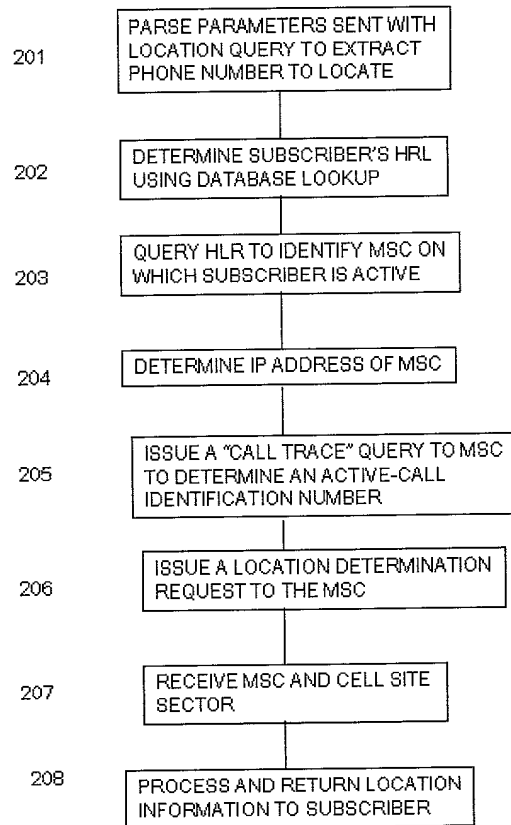 201
PARSE PARAMETERS SENT WITH
LOCATION QUERY TO EXTRACT
PHONE NUMBER TO LOCATE
202
DETERMINE SUBSCRIBER'S HRL
USING DATABASE LOOKUP
203
QUERY HLR TO IDENTIFY MSC ON
WHICH SUBSCRIBER IS ACTIVE
204
DETERMINE IP ADDRESS OF MSC
205
ISSUE A "CALL TRACE" QUERY TO MSC
TO DETERMINE AN ACTIVE-CALL
IDENTIFICATION NUMBER
206
ISSUE A LOCATION DETERMINATION
REQUEST TO THE MSC
207
RECEIVE MSC AND CELL SITE
SECTOR
208
PROCESS AND RETURN LOCATION
INFORMATION TO SUBSCRIBER